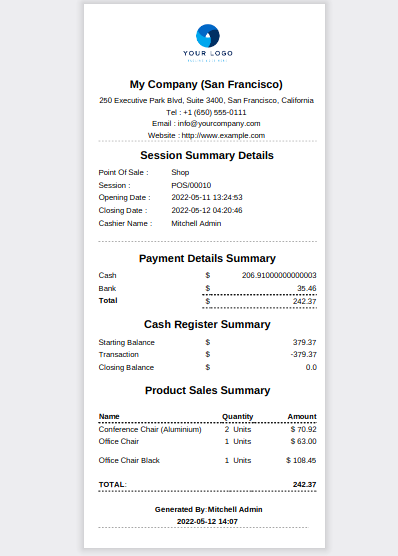 YOUR LOGO
My Company (San Francisco)
250 Executive Park Blvd, Suite 3400, San Francisco, California
Tel : +1 (650) 555-0111
Email : info@yourcompany.com
Website : http://www.example.com
Session Summary Details
Point Of Sale : Shop
Session : POS/00010
Opening Date : 2022-05-11 13:24:53
Closing Date : 2022-05-12 04:20:46
Cashier Name : Mitchell Admin
Payment Details Summary
Cash $ 206.91000000000003
Bank $ 35.46
Total $ 242.37
Cash Register Summary
Starting Balance $ 379.37
Transaction $ -379.37
Closing Balance $ 0.0
Product Sales Summary
Name Quantity Amount
Conference Chair (Aluminium) 2 Units $ 70.92
Office Chair 1 Units $ 63.00
Office Chair Black 1 Units $ 108.45
TOTAL: 242.37
Generated By:Mitchell Admin
2022-05-12 14:07